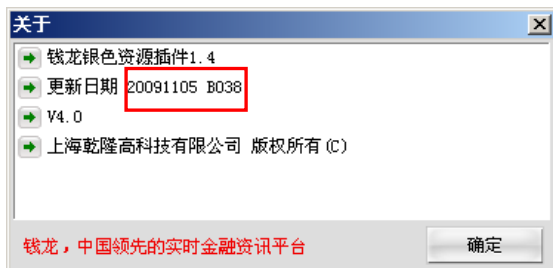 关于
钱龙银色资源插件1.4
更新日期 20091105 B038
V4.0
上海乾隆高科技有限公司 版权所有(C)
钱龙，中国领先的实时金融资讯平台
确定